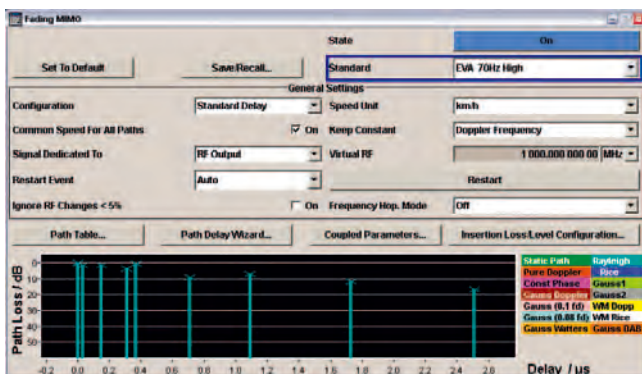 Fading MIMO
State On
Set To Default Save/Recall... Standard EVA 70Hz High
General Settings
Configuration Standard Delay Speed Unit km/h
Common Speed For All Paths On Keep Constant Doppler Frequency
Signal Dedicated To RF Output Virtual RF 1 000.000 000 00 MHz
Restart Event Auto Restart
Ignore RF Changes < 5% On Frequency Hop. Mode Off
Path Table... Path Delay Wizard... Coupled Parameters... Insertion Loss/Level Configuration...
Path Loss / dB
0
10
20
30
40
50
Static Path Rayleigh
Pure Doppler Rice
Const Phase Gauss1
Gauss Doppler Gauss2
Gauss (0.1 fd) WM Dopp
Gauss (0.08 fd) WM Rice
Gauss Watters Gauss DAB
-0.2 0.0 0.2 0.4 0.6 0.8 1.0 1.2 1.4 1.6 1.8 2.0 2.2 2.4 2.6 2.8 Delay / µs